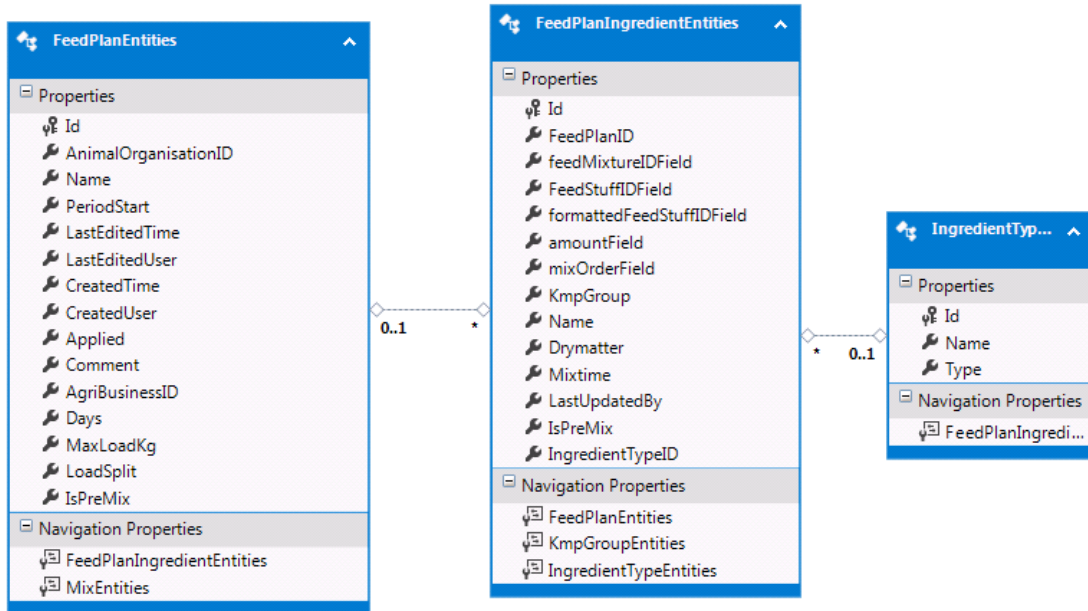 FeedPlanEntities
Properties
Id
AnimalOrganisationID
Name
PeriodStart
LastEditedTime
LastEditedUser
CreatedTime
CreatedUser
Applied
Comment
AgriBusinessID
Days
MaxLoadKg
LoadSplit
IsPreMix
Navigation Properties
FeedPlanIngredientEntities
MixEntities
0..1 *
FeedPlanIngredientEntities
Properties
Id
FeedPlanID
feedMixtureIDField
FeedStuffIDField
formattedFeedStuffIDField
amountField
mixOrderField
KmpGroup
Name
Drymatter
Mixtime
LastUpdatedBy
IsPreMix
IngredientTypeID
Navigation Properties
FeedPlanEntities
KmpGroupEntities
IngredientTypeEntities
* 0..1
IngredientTyp...
Properties
Id
Name
Type
Navigation Properties
FeedPlanIngredi...